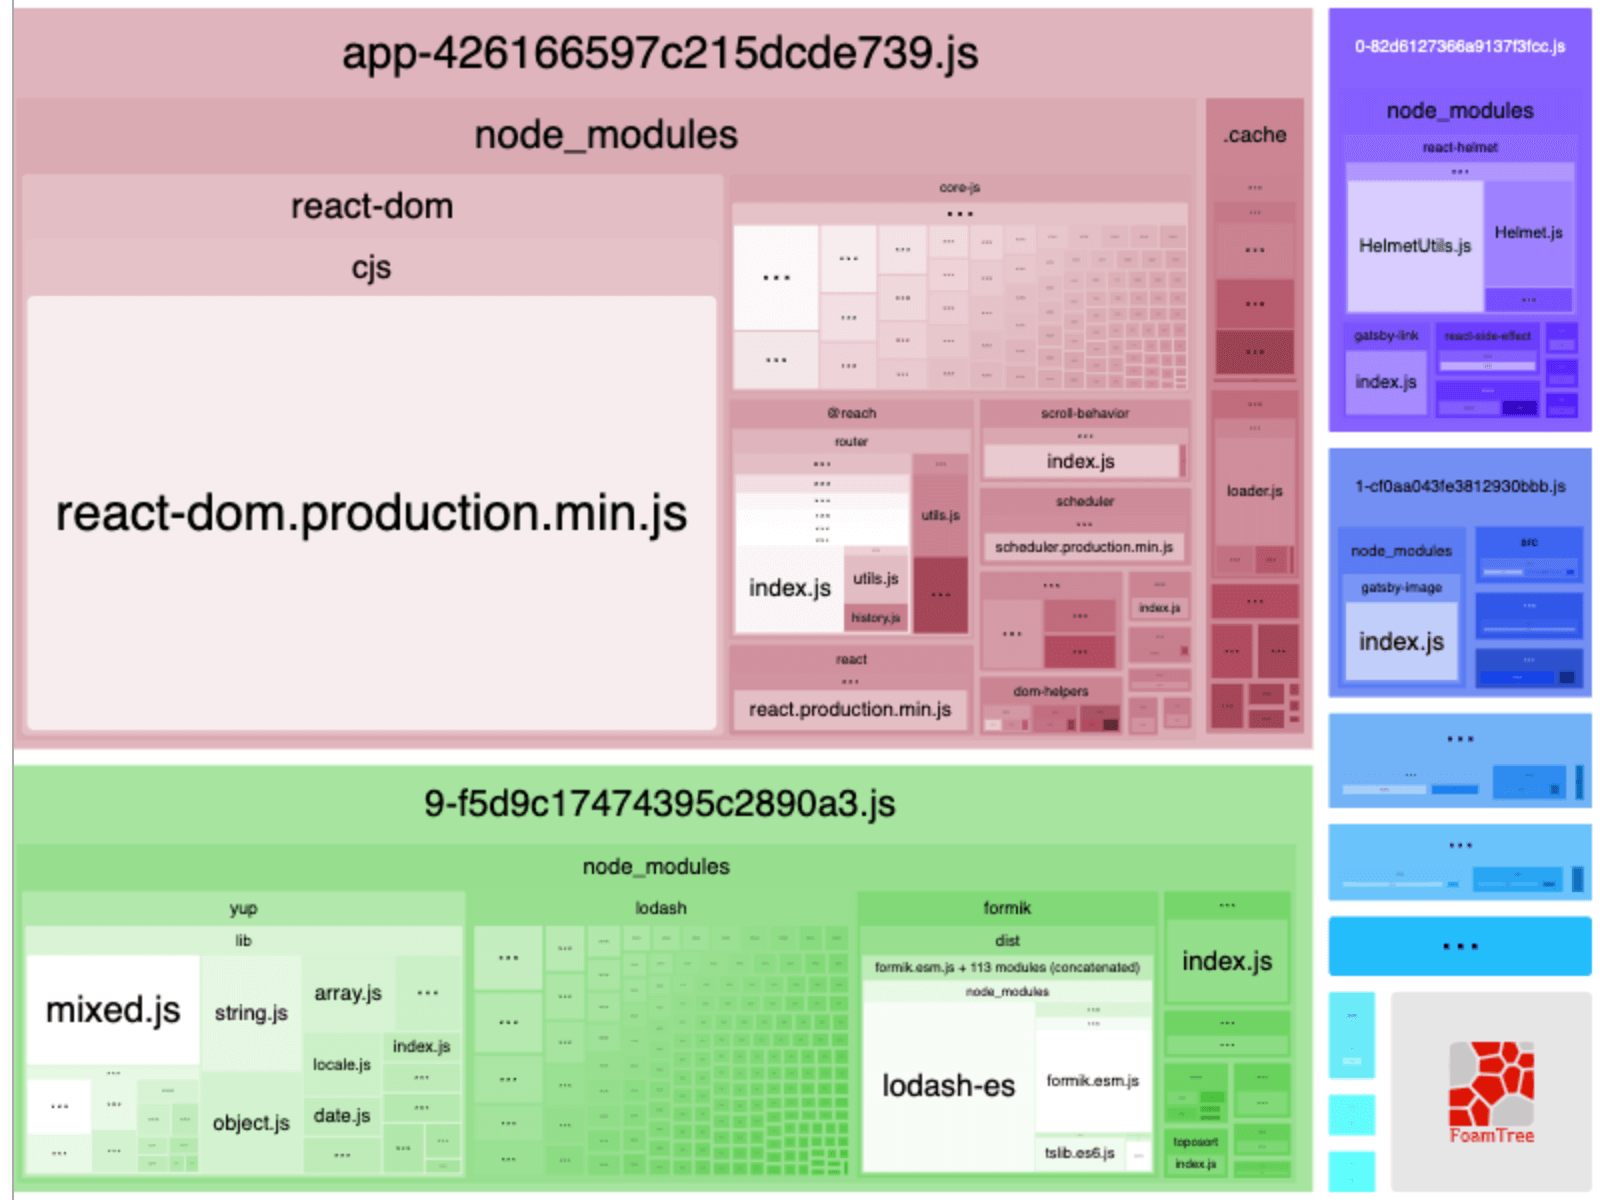 app-426166597c215dcde739.js
node_modules
react-dom
cjs
react-dom.production.min.js
core-js
...
@reach
router
index.js
utils.js
history.js
utils.js
react
react.production.min.js
scroll-behavior
index.js
scheduler
scheduler.production.min.js
index.js
dom-helpers
.cache
loader.js
0-82d6127366a9137f3fcc.js
node_modules
react-helmet
HelmetUtils.js
Helmet.js
gatsby-link
index.js
react-side-effect
1-cf0aa043fe3812930bbb.js
node_modules
gatsby-image
index.js
src
9-f5d9c17474395c2890a3.js
node_modules
yup
lib
mixed.js
string.js
array.js
locale.js
index.js
object.js
date.js
lodash
formik
dist
formik.esm.js + 113 modules (concatenated)
node_modules
lodash-es
formik.esm.js
tslib.es6.js
index.js
toposort
index.js
FoamTree